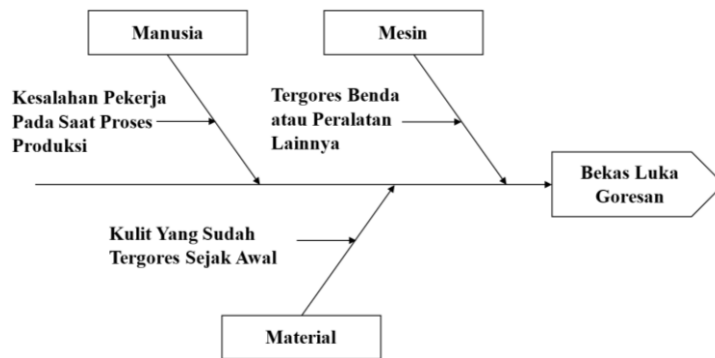 Manusia
Mesin
Kesalahan Pekerja
Pada Saat Proses
Produksi
Tergores Benda
atau Peralatan
Lainnya
Bekas Luka
Goresan
Kulit Yang Sudah
Tergores Sejak Awal
Material